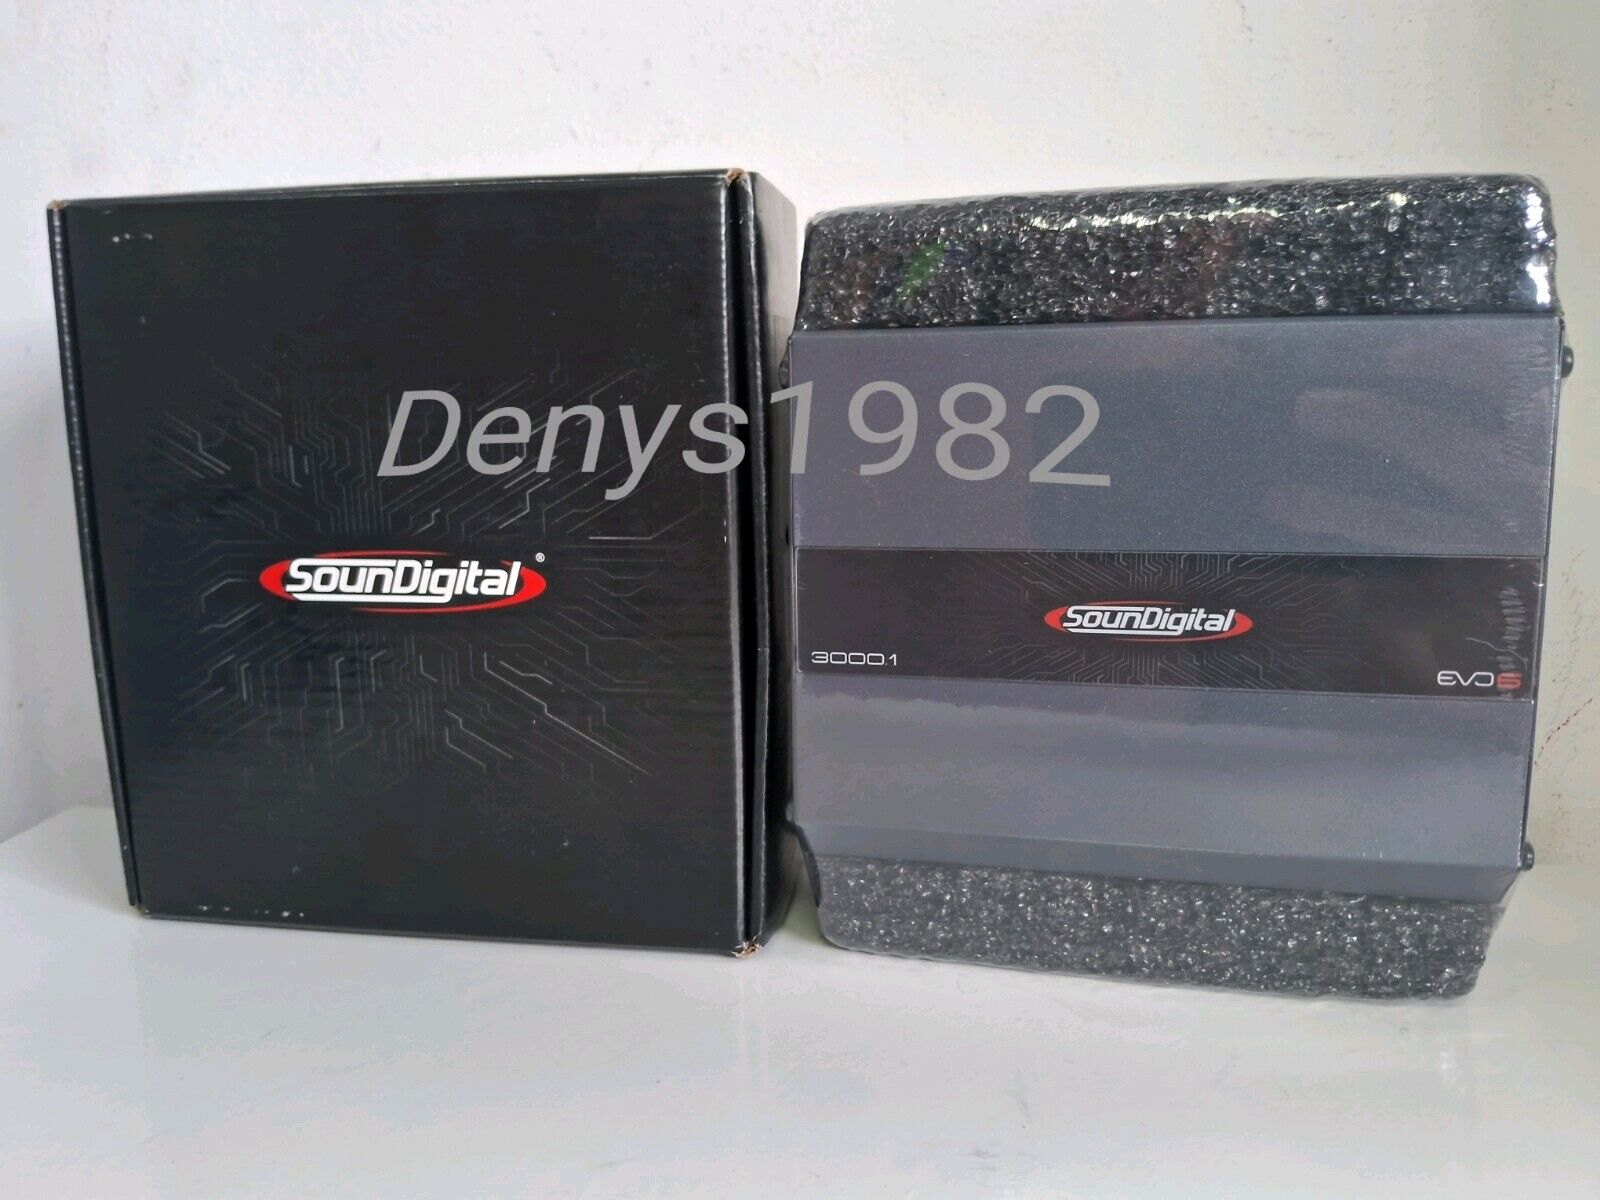 Denys1982
SounDigital®
SounDigital
3000.1
EVO6